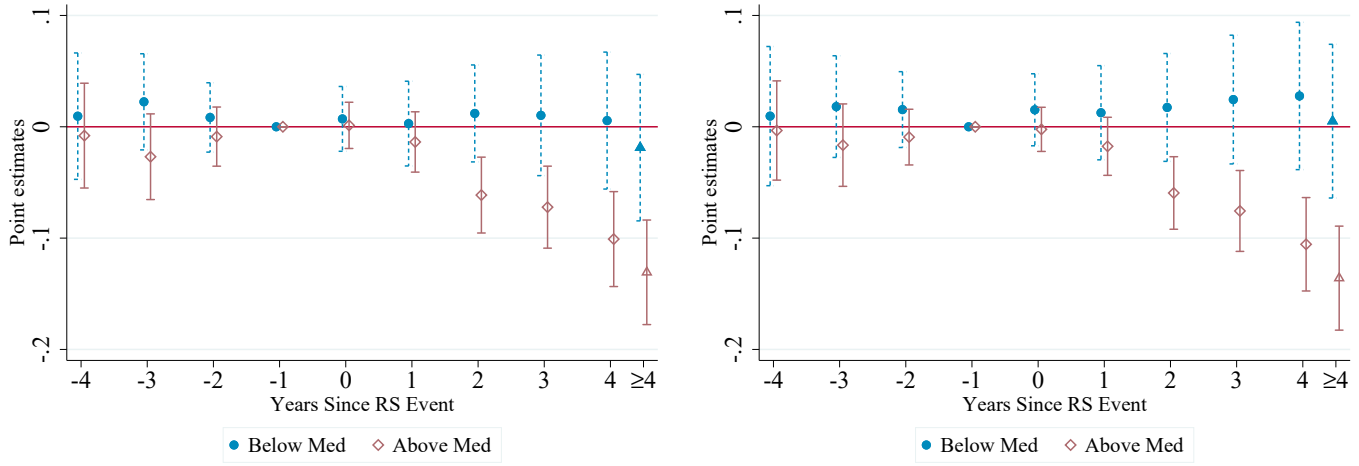 .1
0
-.1
-.2
Point estimates
-4 -3 -2 -1 0 1 2 3 4 ≥4
Years Since RS Event
Below Med Above Med
.1
0
-.1
-.2
Point estimates
-4 -3 -2 -1 0 1 2 3 4 ≥4
Years Since RS Event
Below Med Above Med